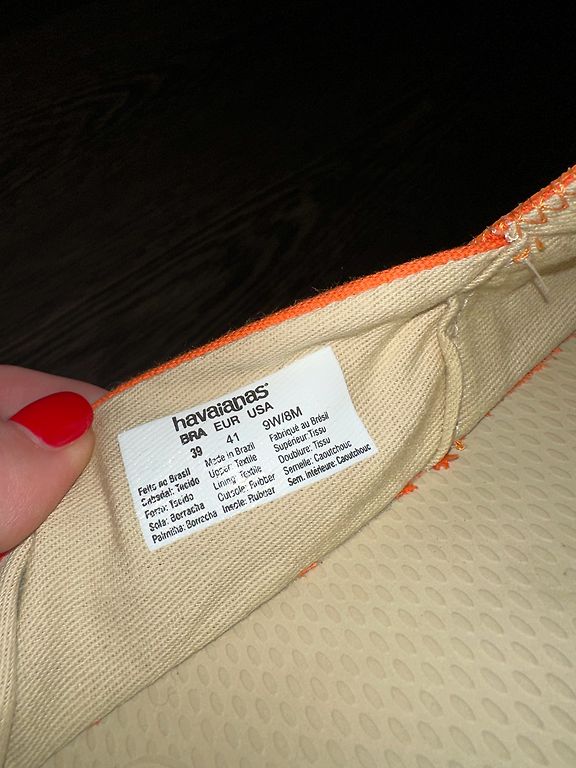 havaianas®
BRA EUR USA
39 41 9W/8M
Feito no Brasil Made in Brazil Fabriqué au Brésil
Cabedal: Tecido Upper: Textile Supérieur: Tissu
Forro: Tecido Lining: Textile Doublure: Tissu
Sola: Borracha Outsole: Rubber Semelle: Caoutchouc
Palmilha: Borracha Insole: Rubber Sem. Intérieure: Caoutchouc